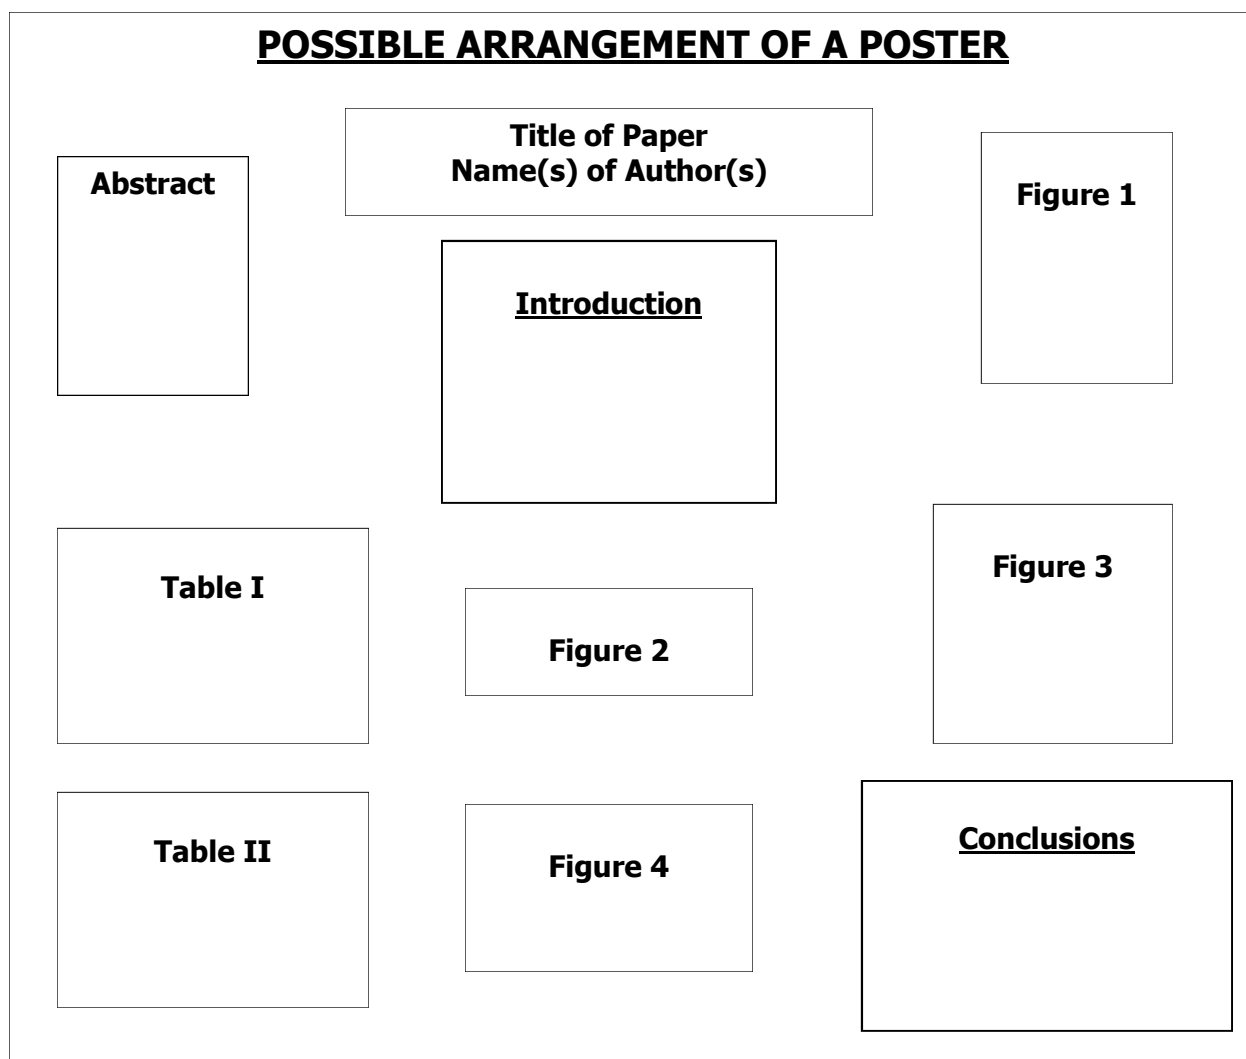 POSSIBLE ARRANGEMENT OF A POSTER
Title of Paper
Name(s) of Author(s)
Abstract
Figure 1
Introduction
Table I
Figure 2
Figure 3
Table II
Figure 4
Conclusions